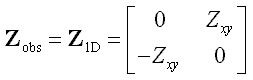 Z_obs = Z_1D = [ 0 Z_xy ; -Z_xy 0 ]